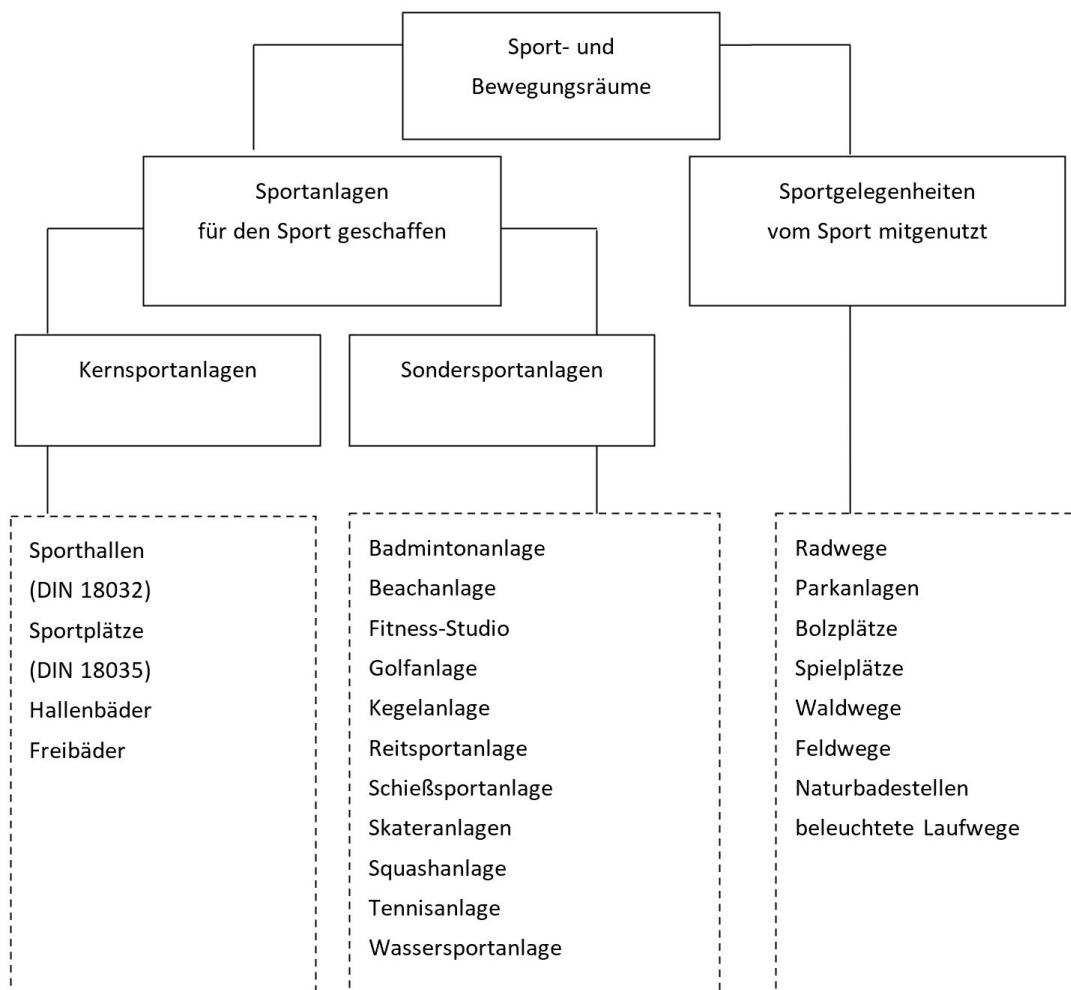 Sport- und
Bewegungsräume
Sportanlagen
für den Sport geschaffen
Sportgelegenheiten
vom Sport mitgenutzt
Kernsportanlagen
Sondersportanlagen
Sporthallen
(DIN 18032)
Sportplätze
(DIN 18035)
Hallenbäder
Freibäder
Badmintonanlage
Beachanlage
Fitness-Studio
Golfanlage
Kegelanlage
Reitsportanlage
Schießsportanlage
Skateranlagen
Squashanlage
Tennisanlage
Wassersportanlage
Radwege
Parkanlagen
Bolzplätze
Spielplätze
Waldwege
Feldwege
Naturbadestellen
beleuchtete Laufwege